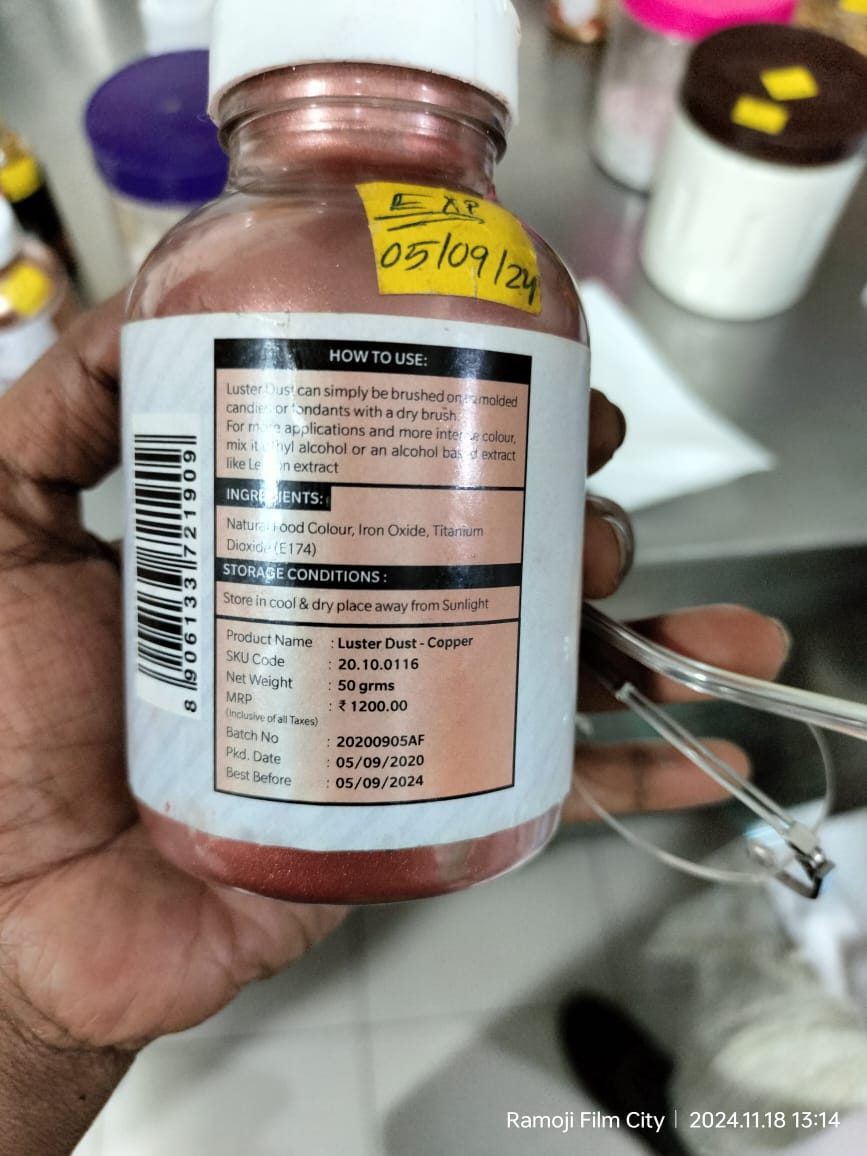 EXP
05/09/24
HOW TO USE:
Luster Dust can simply be brushed on to molded
candies or fondants with a dry brush.
For more applications and more intense colour,
mix it ethyl alcohol or an alcohol based extract
like Lemon extract
INGREDIENTS:
Natural Food Colour, Iron Oxide, Titanium
Dioxide (E174)
STORAGE CONDITIONS :
Store in cool & dry place away from Sunlight
Product Name : Luster Dust - Copper
SKU Code : 20.10.0116
Net Weight : 50 grms
MRP : ₹ 1200.00
(Inclusive of all Taxes)
Batch No : 20200905AF
Pkd. Date : 05/09/2020
Best Before : 05/09/2024
8 906133 721909
Ramoji Film City | 2024.11.18 13:14